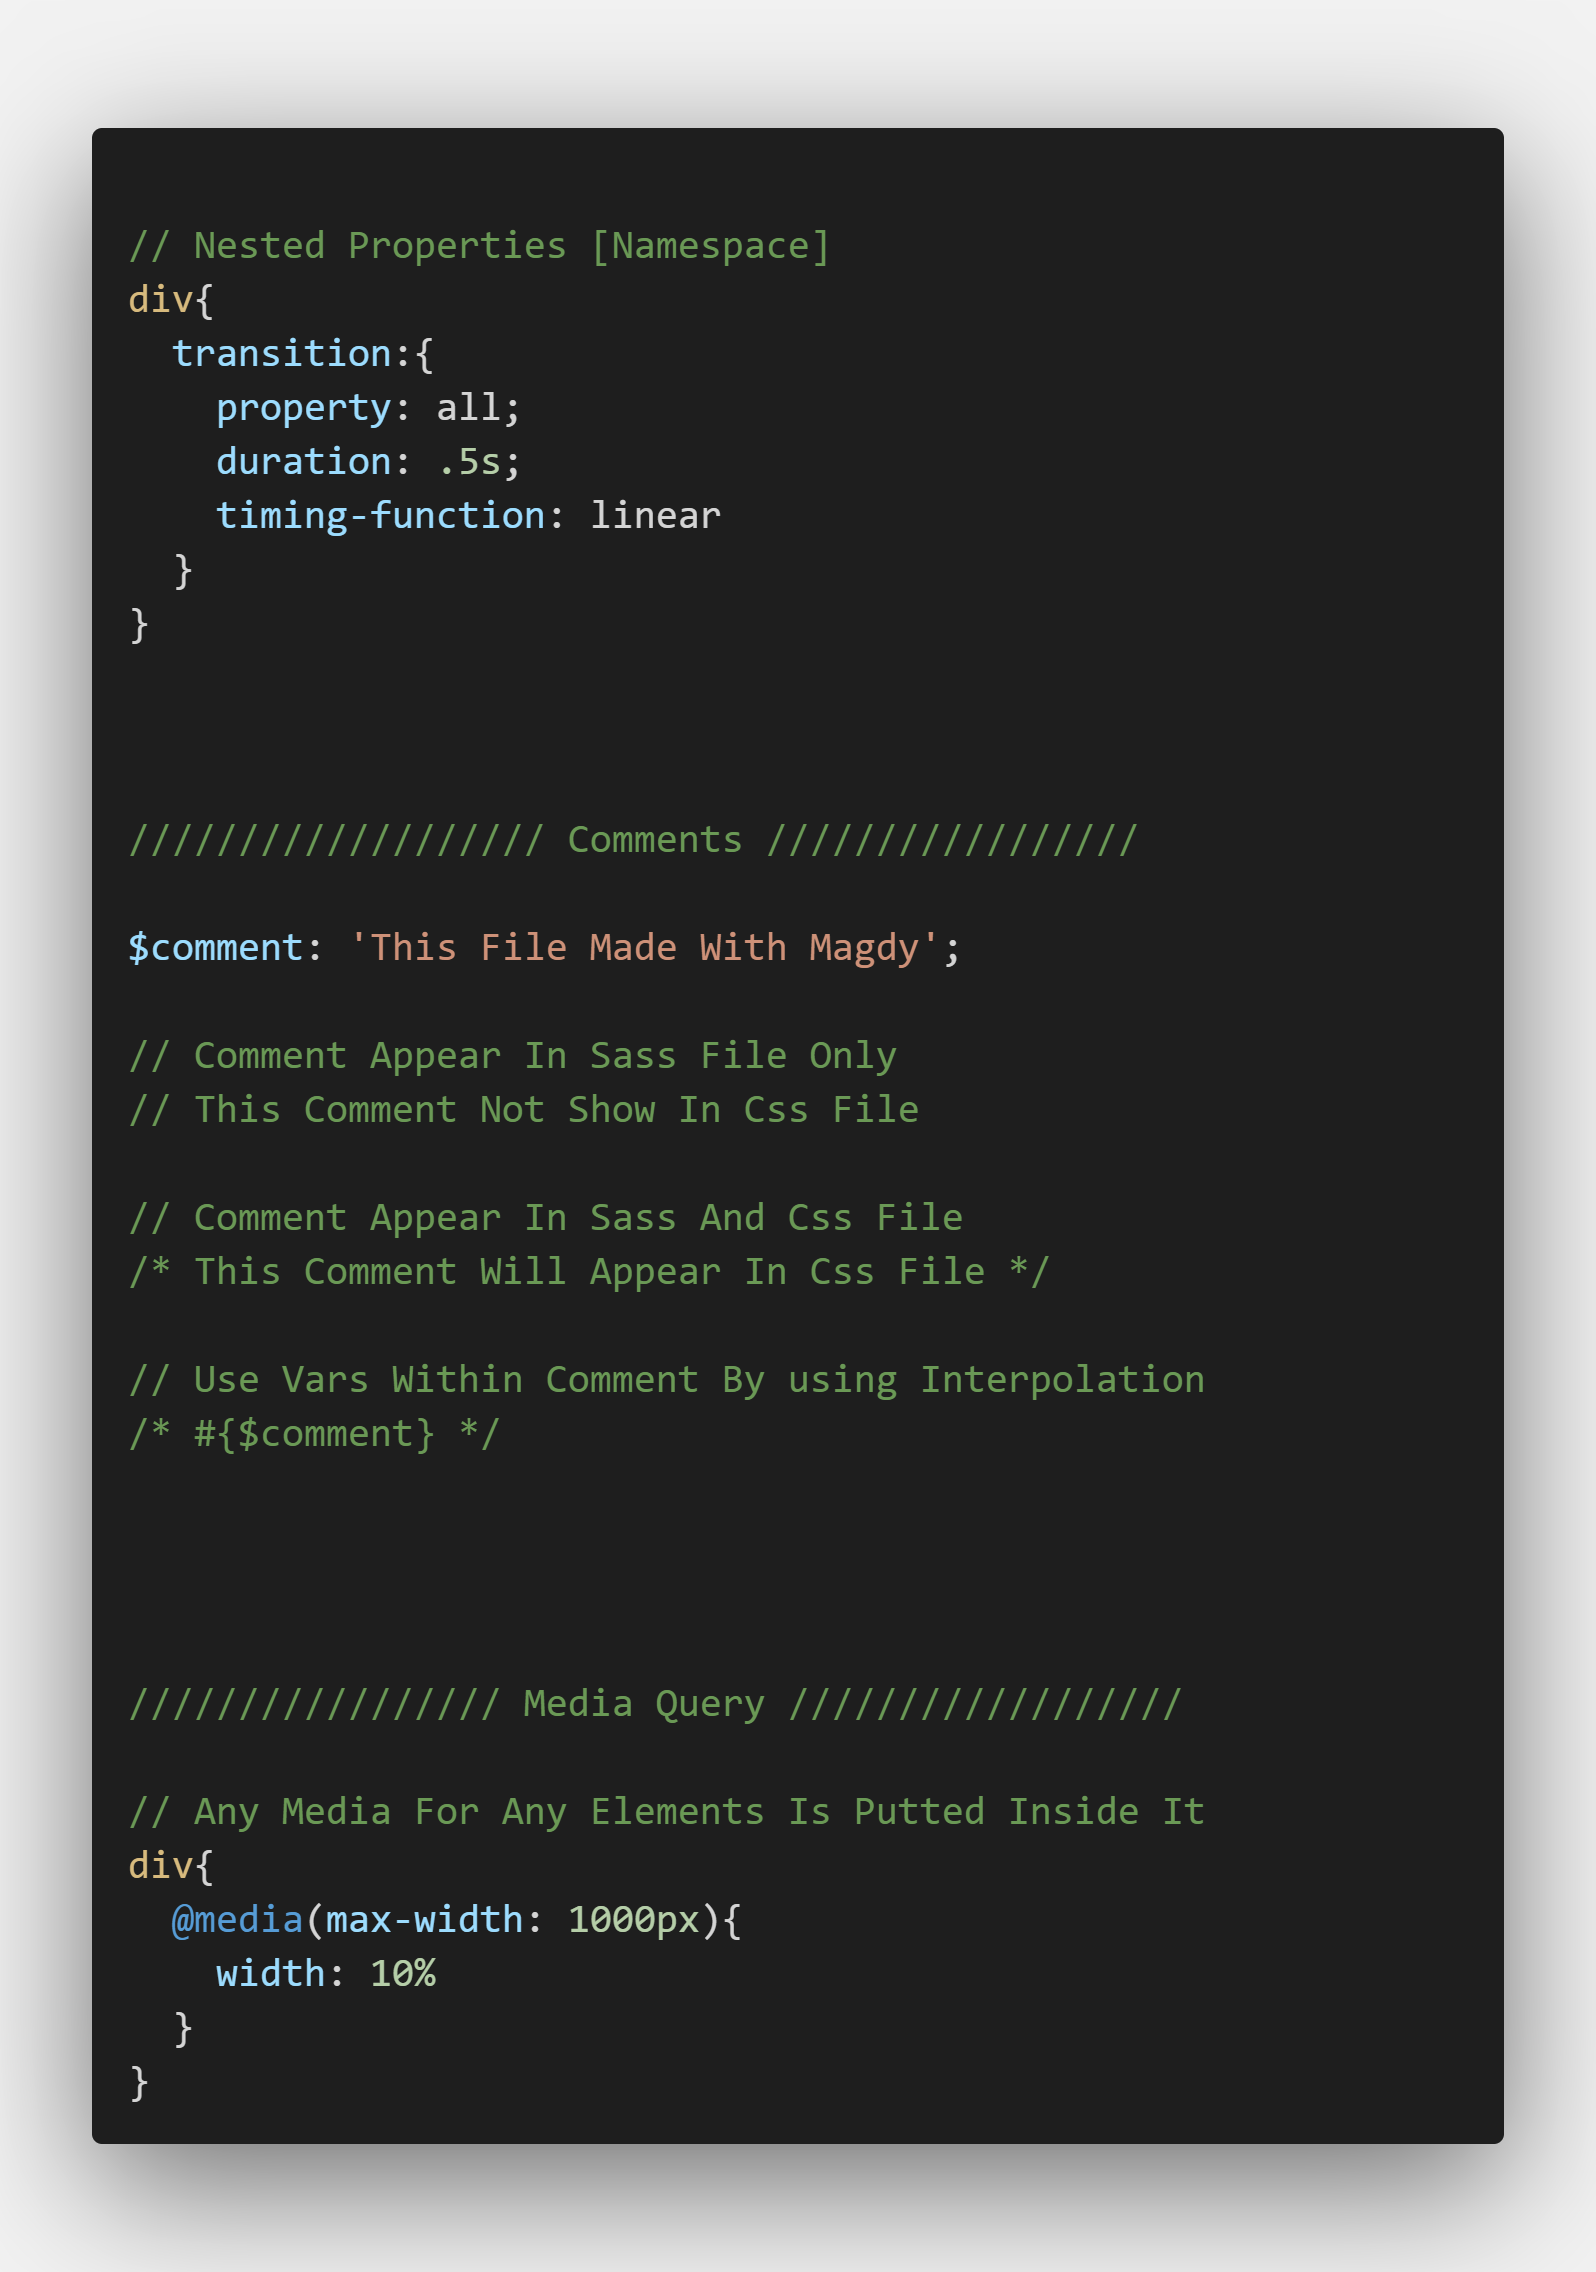 // Nested Properties [Namespace]
div{
  transition:{
    property: all;
    duration: .5s;
    timing-function: linear
  }
}
/////////////////// Comments /////////////////
$comment: 'This File Made With Magdy';
// Comment Appear In Sass File Only
// This Comment Not Show In Css File
// Comment Appear In Sass And Css File
/* This Comment Will Appear In Css File */
// Use Vars Within Comment By using Interpolation
/* #{$comment} */
///////////////// Media Query //////////////////
// Any Media For Any Elements Is Putted Inside It
div{
  @media(max-width: 1000px){
    width: 10%
  }
}